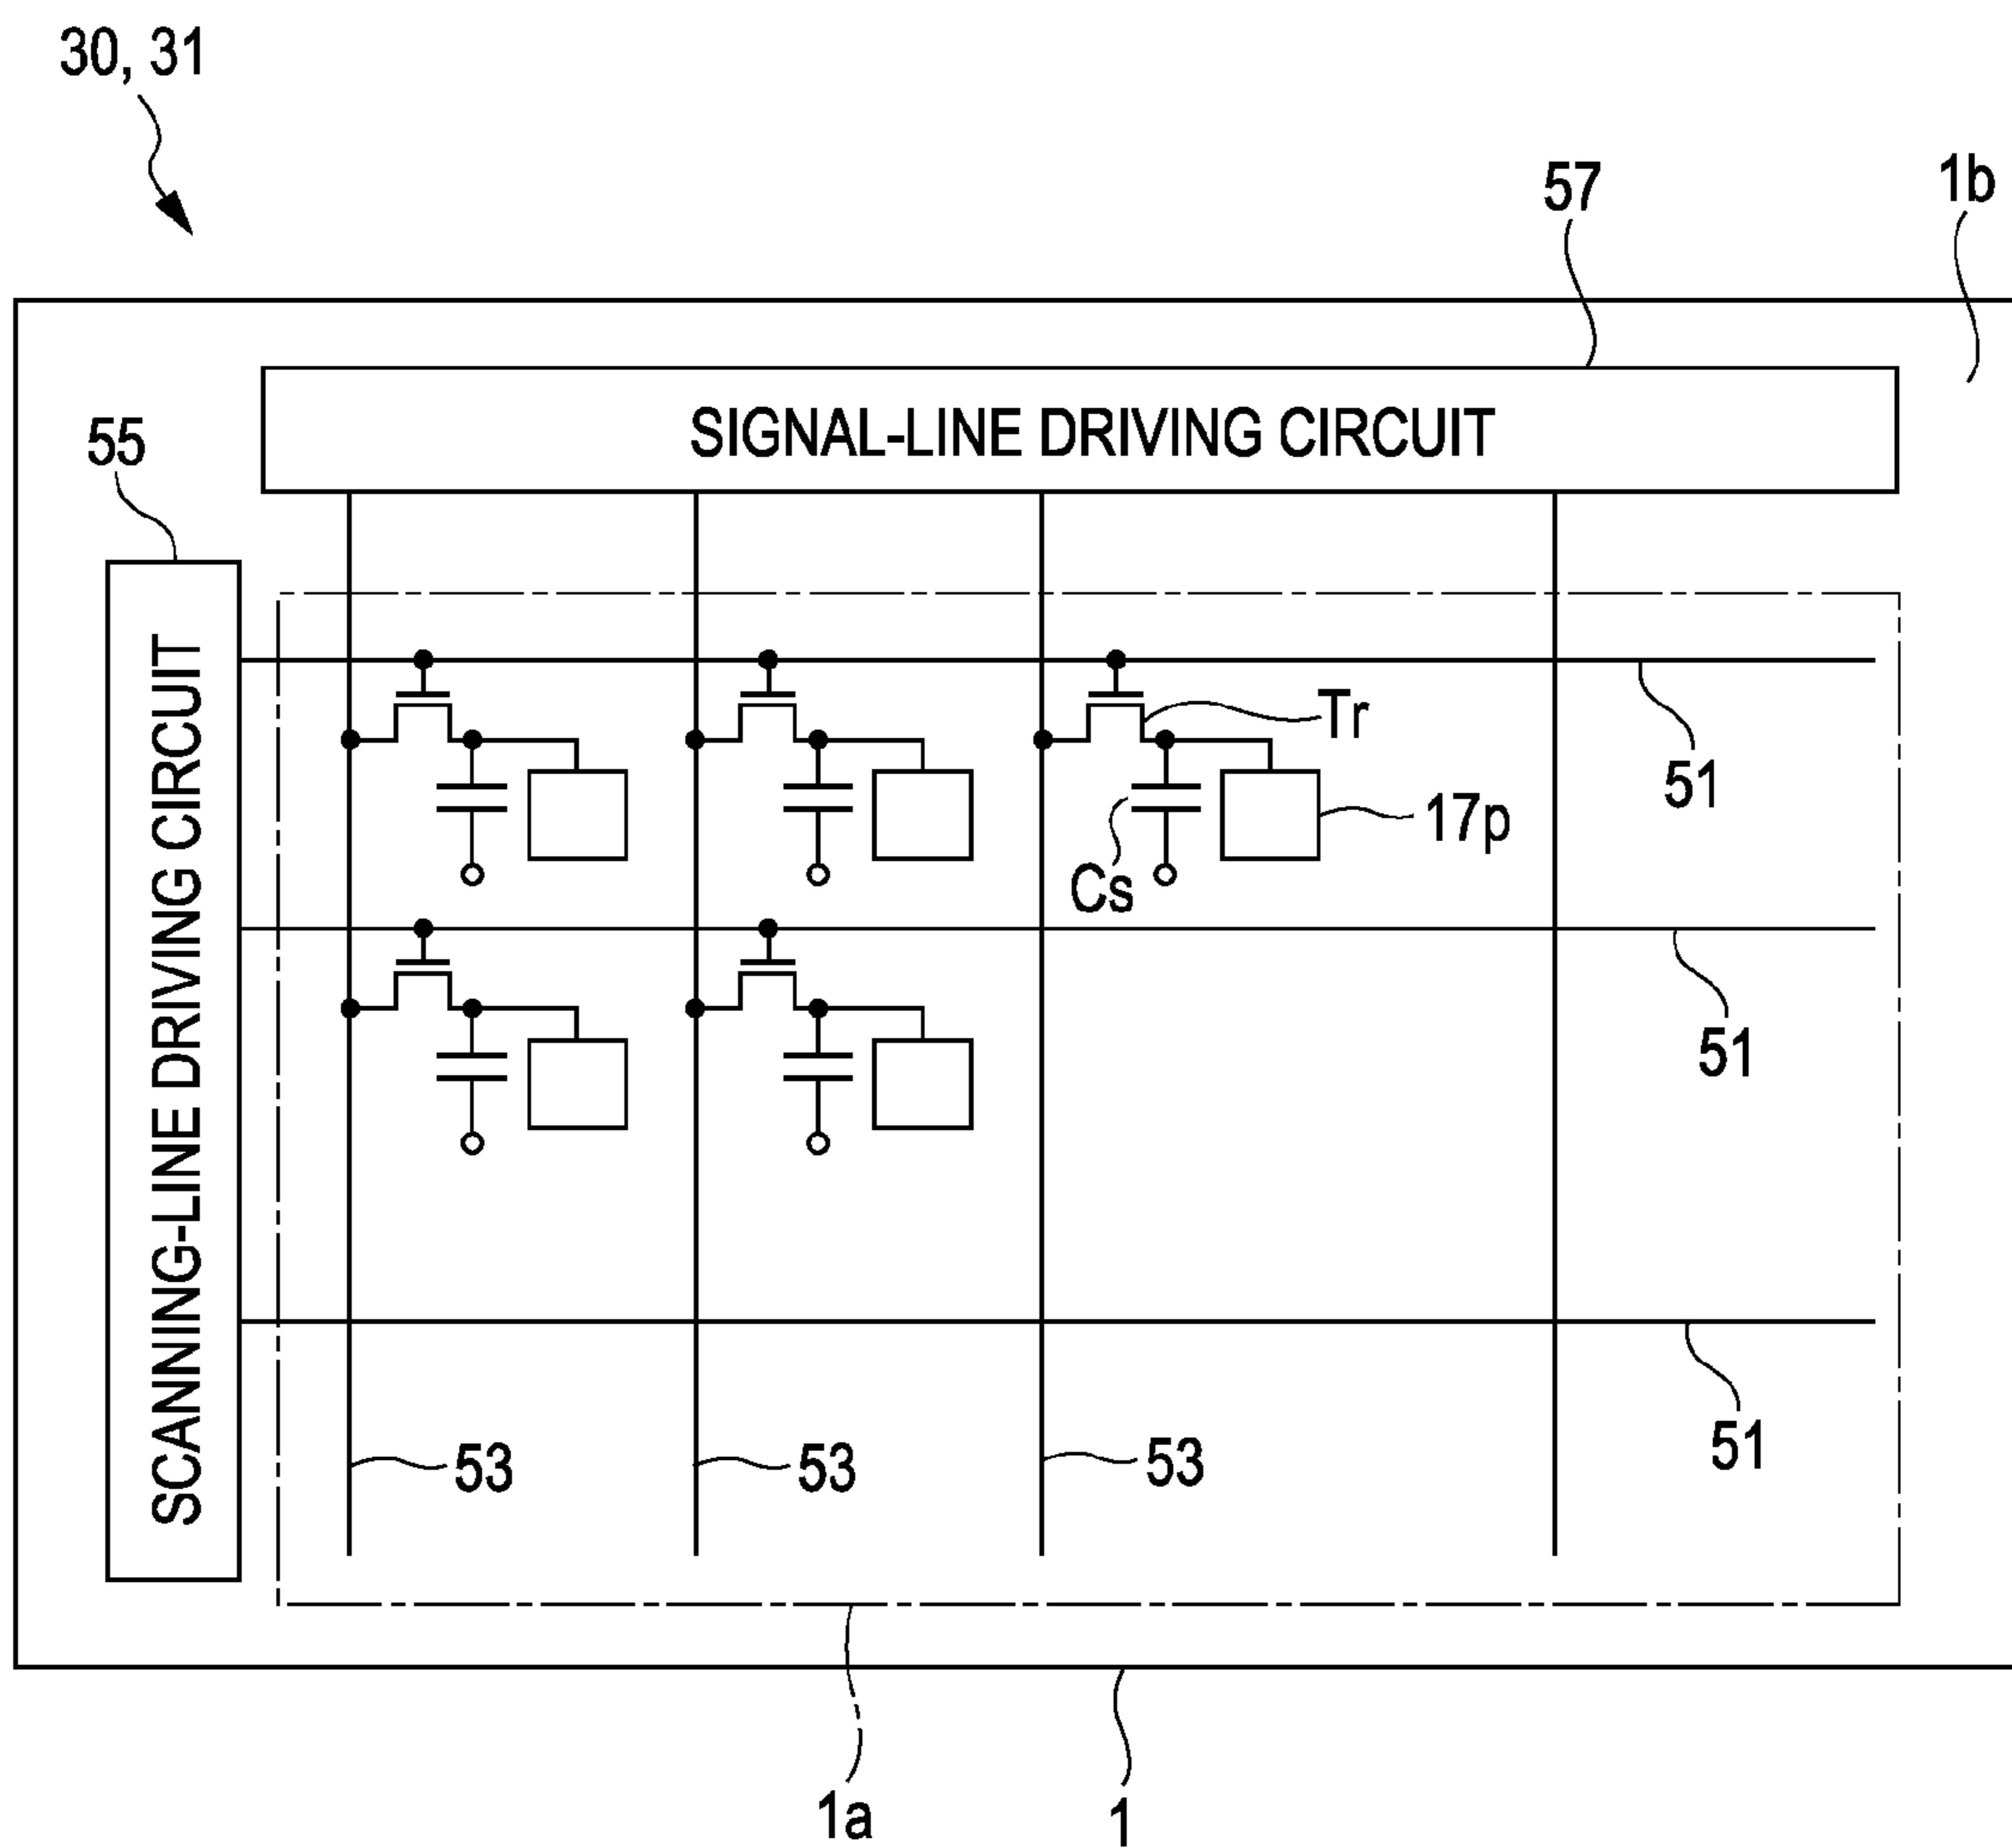 30, 31
57
1b
SIGNAL-LINE DRIVING CIRCUIT
55
SCANNING-LINE DRIVING CIRCUIT
Tr
51
17p
Cs
51
51
53
53
53
1a
1